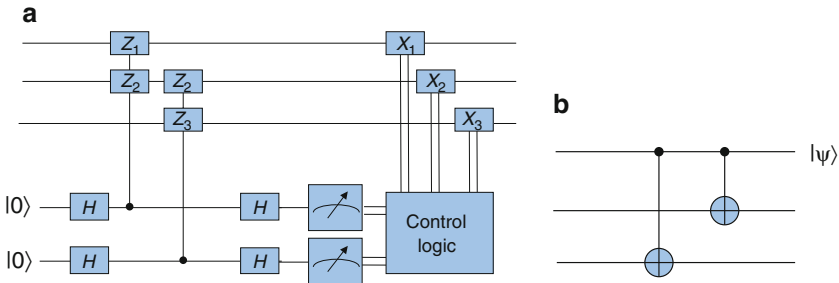 a
Z₁ X₁
Z₂ Z₂ X₂
b
Z₃ X₃
|ψ⟩
|0⟩ H H
Control
logic
|0⟩ H H